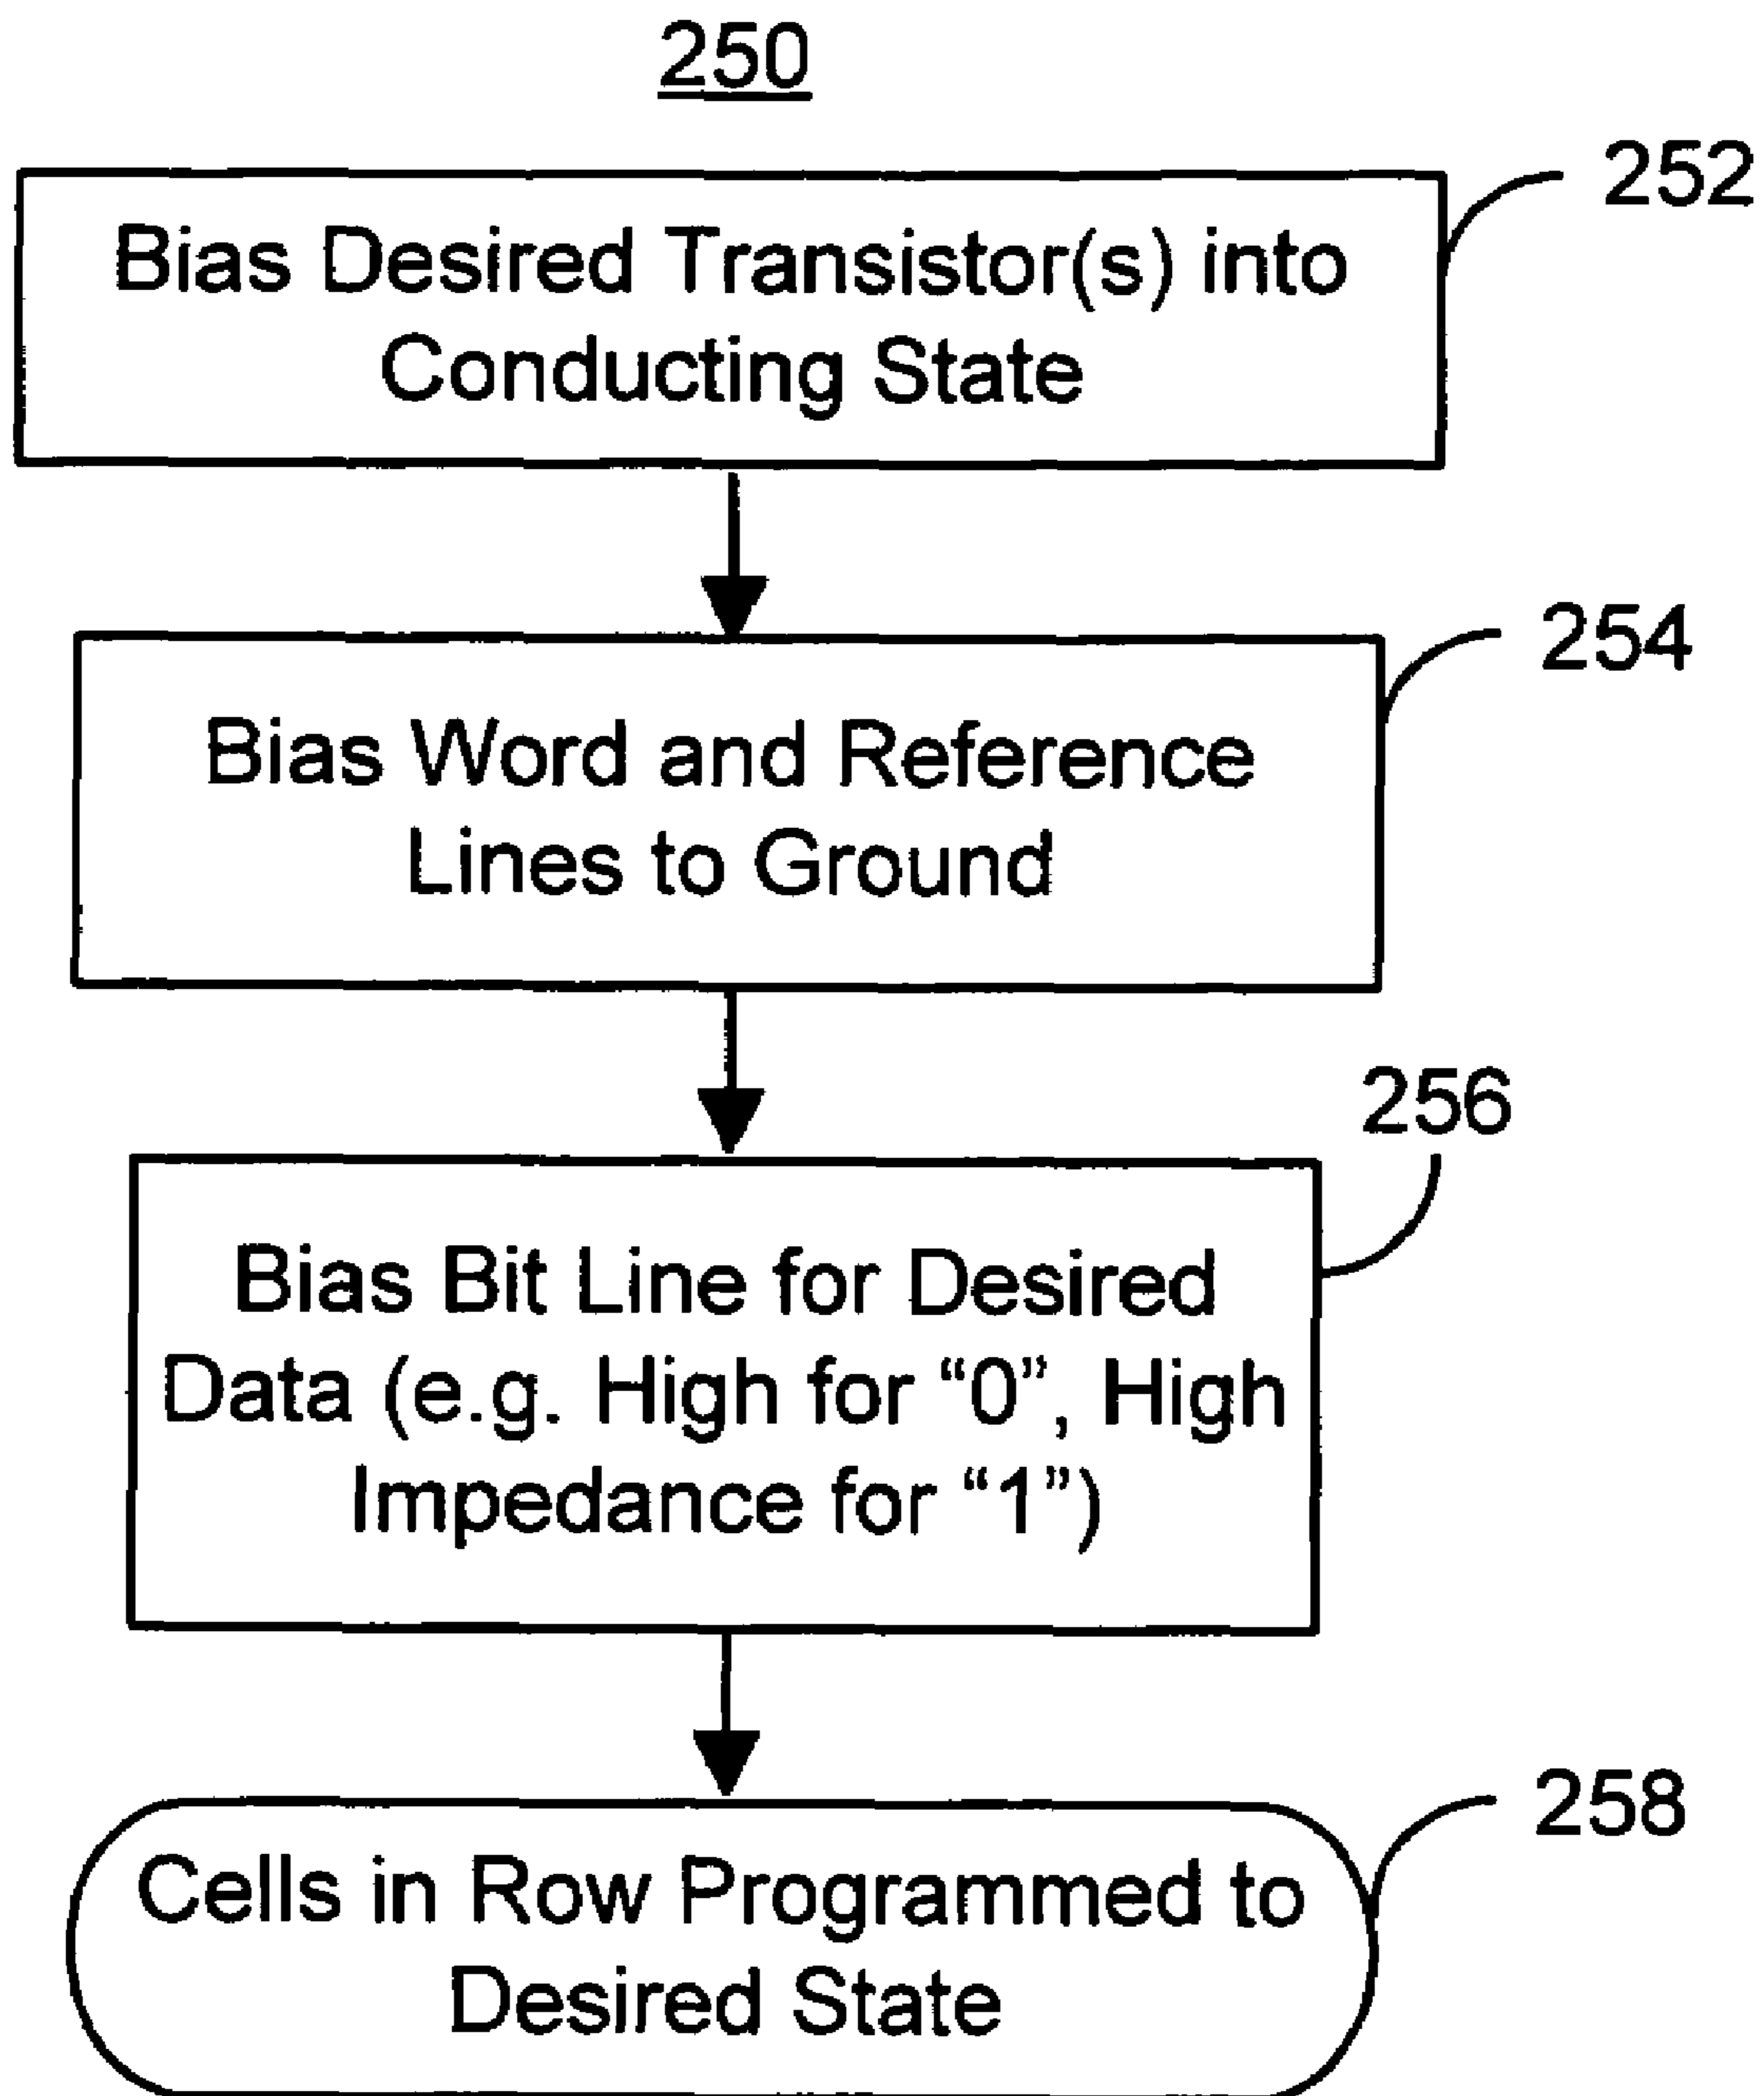 250
252
Bias Desired Transistor(s) into
Conducting State
254
Bias Word and Reference
Lines to Ground
256
Bias Bit Line for Desired
Data (e.g. High for “0”, High
Impedance for “1”)
258
Cells in Row Programmed to
Desired State